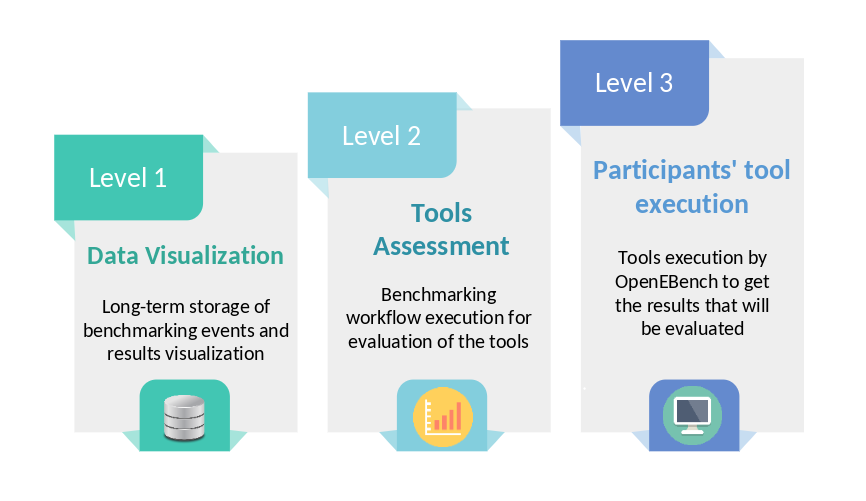 Level 1
Data Visualization
Long-term storage of
benchmarking events and
results visualization
Level 2
Tools
Assessment
Benchmarking
workflow execution for
evaluation of the tools
Level 3
Participants' tool
execution
Tools execution by
OpenEBench to get
the results that will
be evaluated